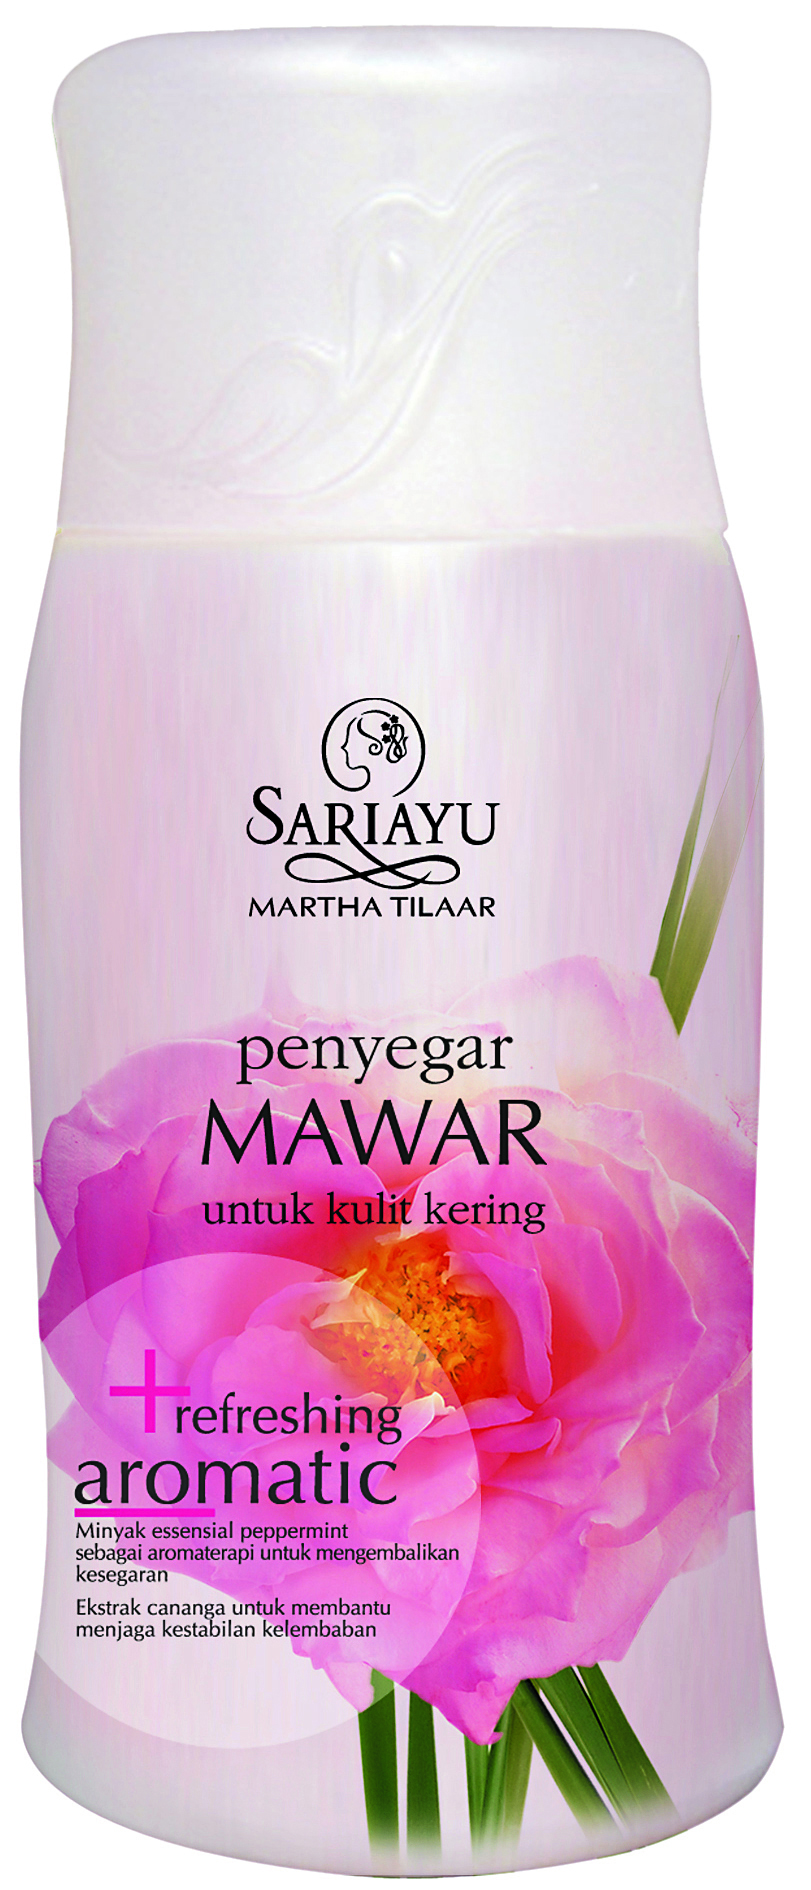 SARIAYU
MARTHA TILAAR
penyegar
MAWAR
untuk kulit kering
+refreshing
aromatic
Minyak essensial peppermint
sebagai aromaterapi untuk mengembalikan
kesegaran
Ekstrak cananga untuk membantu
menjaga kestabilan kelembaban